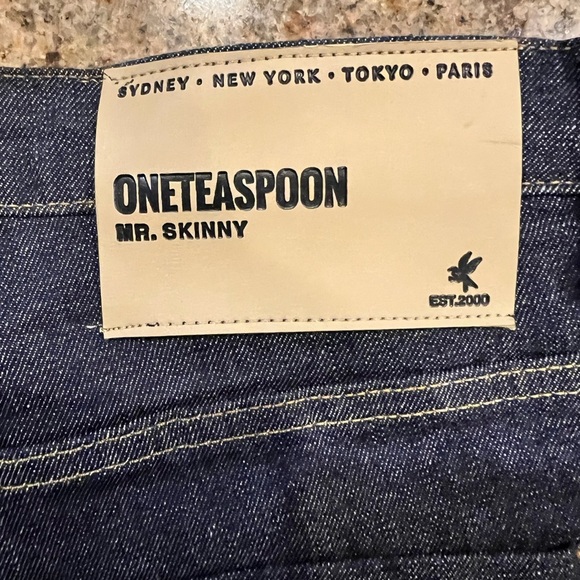 SYDNEY • NEW YORK • TOKYO • PARIS
ONETEASPOON
MR. SKINNY
EST.2000